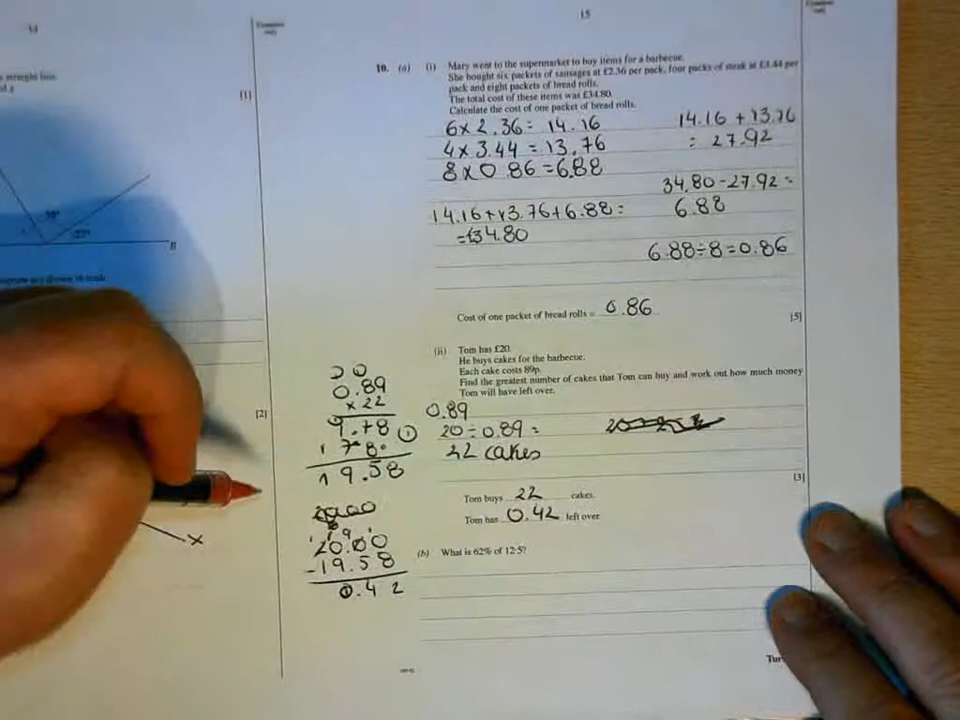 15
[1]
10. (a) (i) Mary went to the supermarket to buy items for a barbecue.
She bought six packets of sausages at £2.36 per pack, four packs of steak at £3.44 per
pack and eight packets of bread rolls.
The total cost of these items was £34.80.
Calculate the cost of one packet of bread rolls.
6 x 2.36 = 14.16
4 x 3.44 = 13.76
8 x 0.86 = 6.88
14.16 + 13.76 + 6.88 =
= £34.80
14.16 + 13.76
= 27.92
34.80 - 27.92 =
6.88
6.88 ÷ 8 = 0.86
Cost of one packet of bread rolls = 0.86
[5]
(ii) Tom has £20.
He buys cakes for the barbecue.
Each cake costs 89p.
Find the greatest number of cakes that Tom can buy and work out how much money
Tom will have left over.
0.89
20 ÷ 0.89 =
22 cakes
0.89
x 22
178
19.58
20.00
-19.58
0.42
[3]
Tom buys 22 cakes.
Tom has 0.42 left over.
(b) What is 62% of 12.5?
[2]
x
B